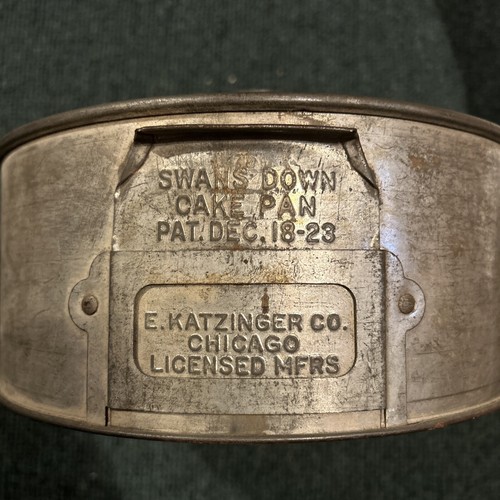 SWANS DOWN
CAKE PAN
PAT. DEC. 18-23
E. KATZINGER CO.
CHICAGO
LICENSED MFRS